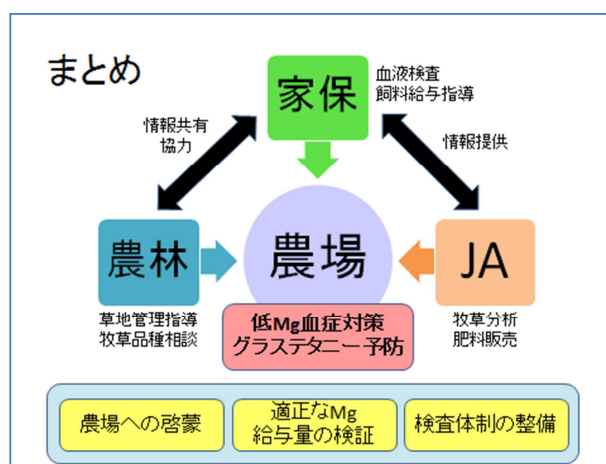 まとめ
家保
血液検査
飼料給与指導
情報共有
協力
情報提供
農林
農場
JA
草地管理指導
牧草品種相談
低Mg血症対策
グラステタニー予防
牧草分析
肥料販売
農場への啓蒙
適正なMg
給与量の検証
検査体制の整備